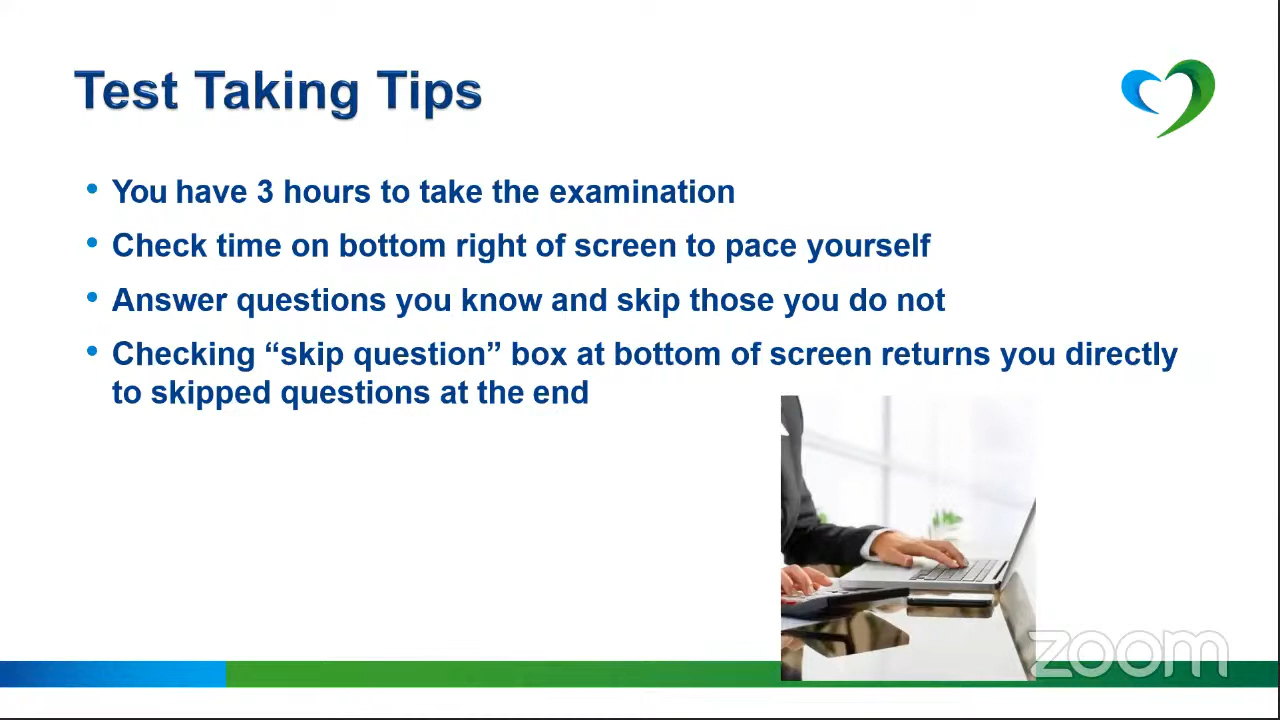 Test Taking Tips
• You have 3 hours to take the examination
• Check time on bottom right of screen to pace yourself
• Answer questions you know and skip those you do not
• Checking “skip question” box at bottom of screen returns you directly
to skipped questions at the end
zoom